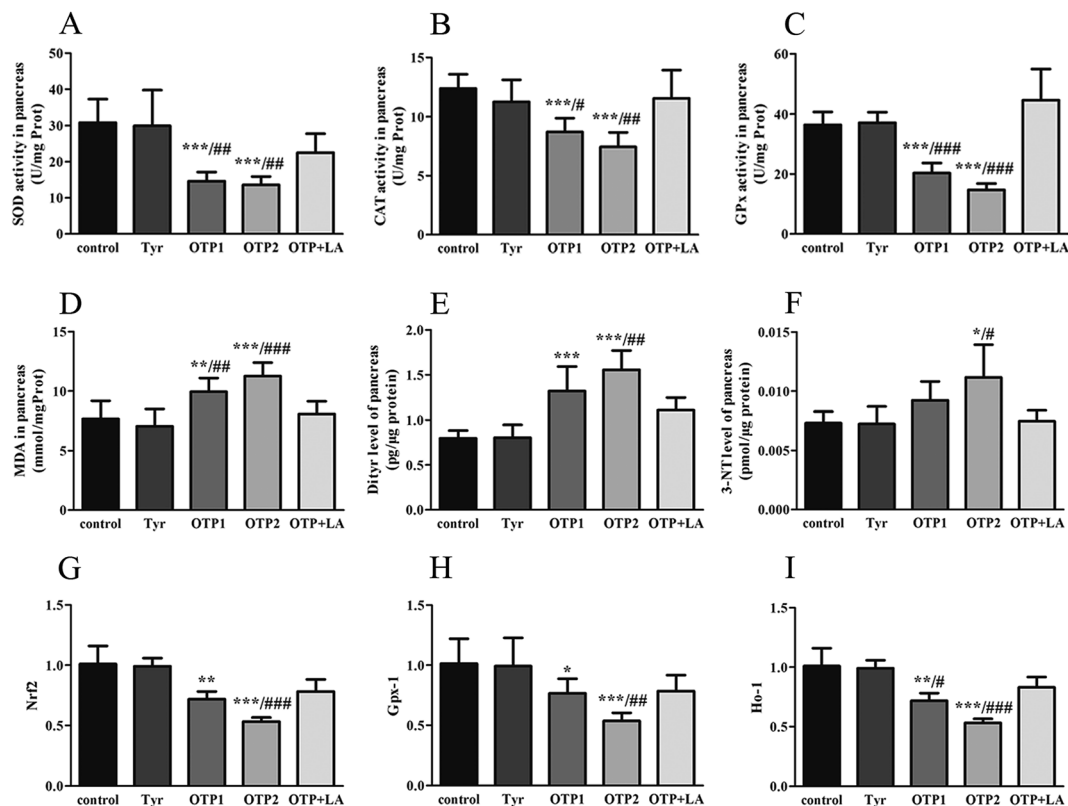 A
SOD activity in pancreas
(U/mg Prot)
50
40
30
20
10
0
***/##
***/##
control Tyr OTP1 OTP2 OTP+LA
B
CAT activity in pancreas
(U/mg Prot)
15
10
5
0
***/#
***/##
control Tyr OTP1 OTP2 OTP+LA
C
GPx activity in pancreas
(U/mg Prot)
60
40
20
0
***/###
***/###
control Tyr OTP1 OTP2 OTP+LA
D
MDA in pancreas
(mmol/mgProt)
15
10
5
0
**/##
***/###
control Tyr OTP1 OTP2 OTP+LA
E
Dityr level of pancreas
(pg/µg protein)
2.0
1.5
1.0
0.5
0.0
***
***/##
control Tyr OTP1 OTP2 OTP+LA
F
3-NT level of pancreas
(pmol/µg protein)
0.015
0.010
0.005
0.000
*/#
control Tyr OTP1 OTP2 OTP+LA
G
Nrf2
1.5
1.0
0.5
0.0
**
***/###
control Tyr OTP1 OTP2 OTP+LA
H
Gpx-1
1.5
1.0
0.5
0.0
*
***/##
control Tyr OTP1 OTP2 OTP+LA
I
Ho-1
1.5
1.0
0.5
0.0
**/#
***/###
control Tyr OTP1 OTP2 OTP+LA